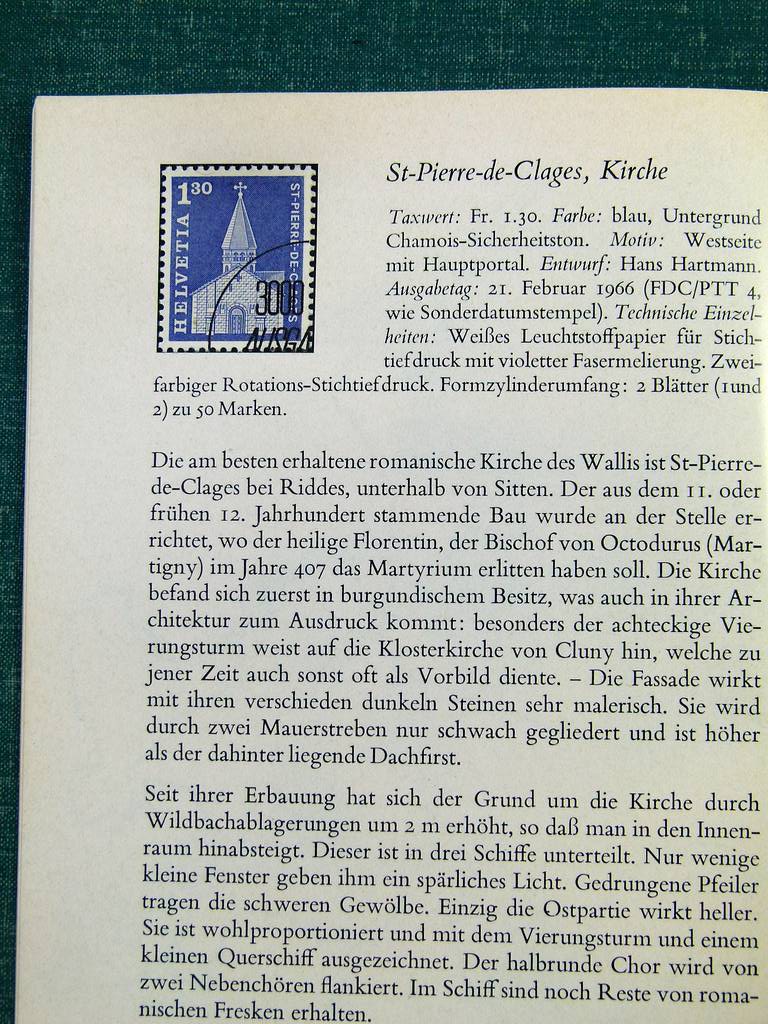 1 30
HELVETIA
ST-PIERRE-DE-CLAGES
3000
AUSGA
St-Pierre-de-Clages, Kirche
Taxwert: Fr. 1.30. Farbe: blau, Untergrund
Chamois-Sicherheitston. Motiv: Westseite
mit Hauptportal. Entwurf: Hans Hartmann.
Ausgabetag: 21. Februar 1966 (FDC/PTT 4,
wie Sonderdatumstempel). Technische Einzel-
heiten: Weißes Leuchtstoffpapier für Stich-
tiefdruck mit violetter Fasermelierung. Zwei-
farbiger Rotations-Stichtiefdruck. Formzylinderumfang: 2 Blätter (1und
2) zu 50 Marken.
Die am besten erhaltene romanische Kirche des Wallis ist St-Pierre-
de-Clages bei Riddes, unterhalb von Sitten. Der aus dem 11. oder
frühen 12. Jahrhundert stammende Bau wurde an der Stelle er-
richtet, wo der heilige Florentin, der Bischof von Octodurus (Mar-
tigny) im Jahre 407 das Martyrium erlitten haben soll. Die Kirche
befand sich zuerst in burgundischem Besitz, was auch in ihrer Ar-
chitektur zum Ausdruck kommt: besonders der achteckige Vie-
rungsturm weist auf die Klosterkirche von Cluny hin, welche zu
jener Zeit auch sonst oft als Vorbild diente. – Die Fassade wirkt
mit ihren verschieden dunkeln Steinen sehr malerisch. Sie wird
durch zwei Mauerstreben nur schwach gegliedert und ist höher
als der dahinter liegende Dachfirst.
Seit ihrer Erbauung hat sich der Grund um die Kirche durch
Wildbachablagerungen um 2 m erhöht, so daß man in den Innen-
raum hinabsteigt. Dieser ist in drei Schiffe unterteilt. Nur wenige
kleine Fenster geben ihm ein spärliches Licht. Gedrungene Pfeiler
tragen die schweren Gewölbe. Einzig die Ostpartie wirkt heller.
Sie ist wohlproportioniert und mit dem Vierungsturm und einem
kleinen Querschiff ausgezeichnet. Der halbrunde Chor wird von
zwei Nebenchören flankiert. Im Schiff sind noch Reste von roma-
nischen Fresken erhalten.